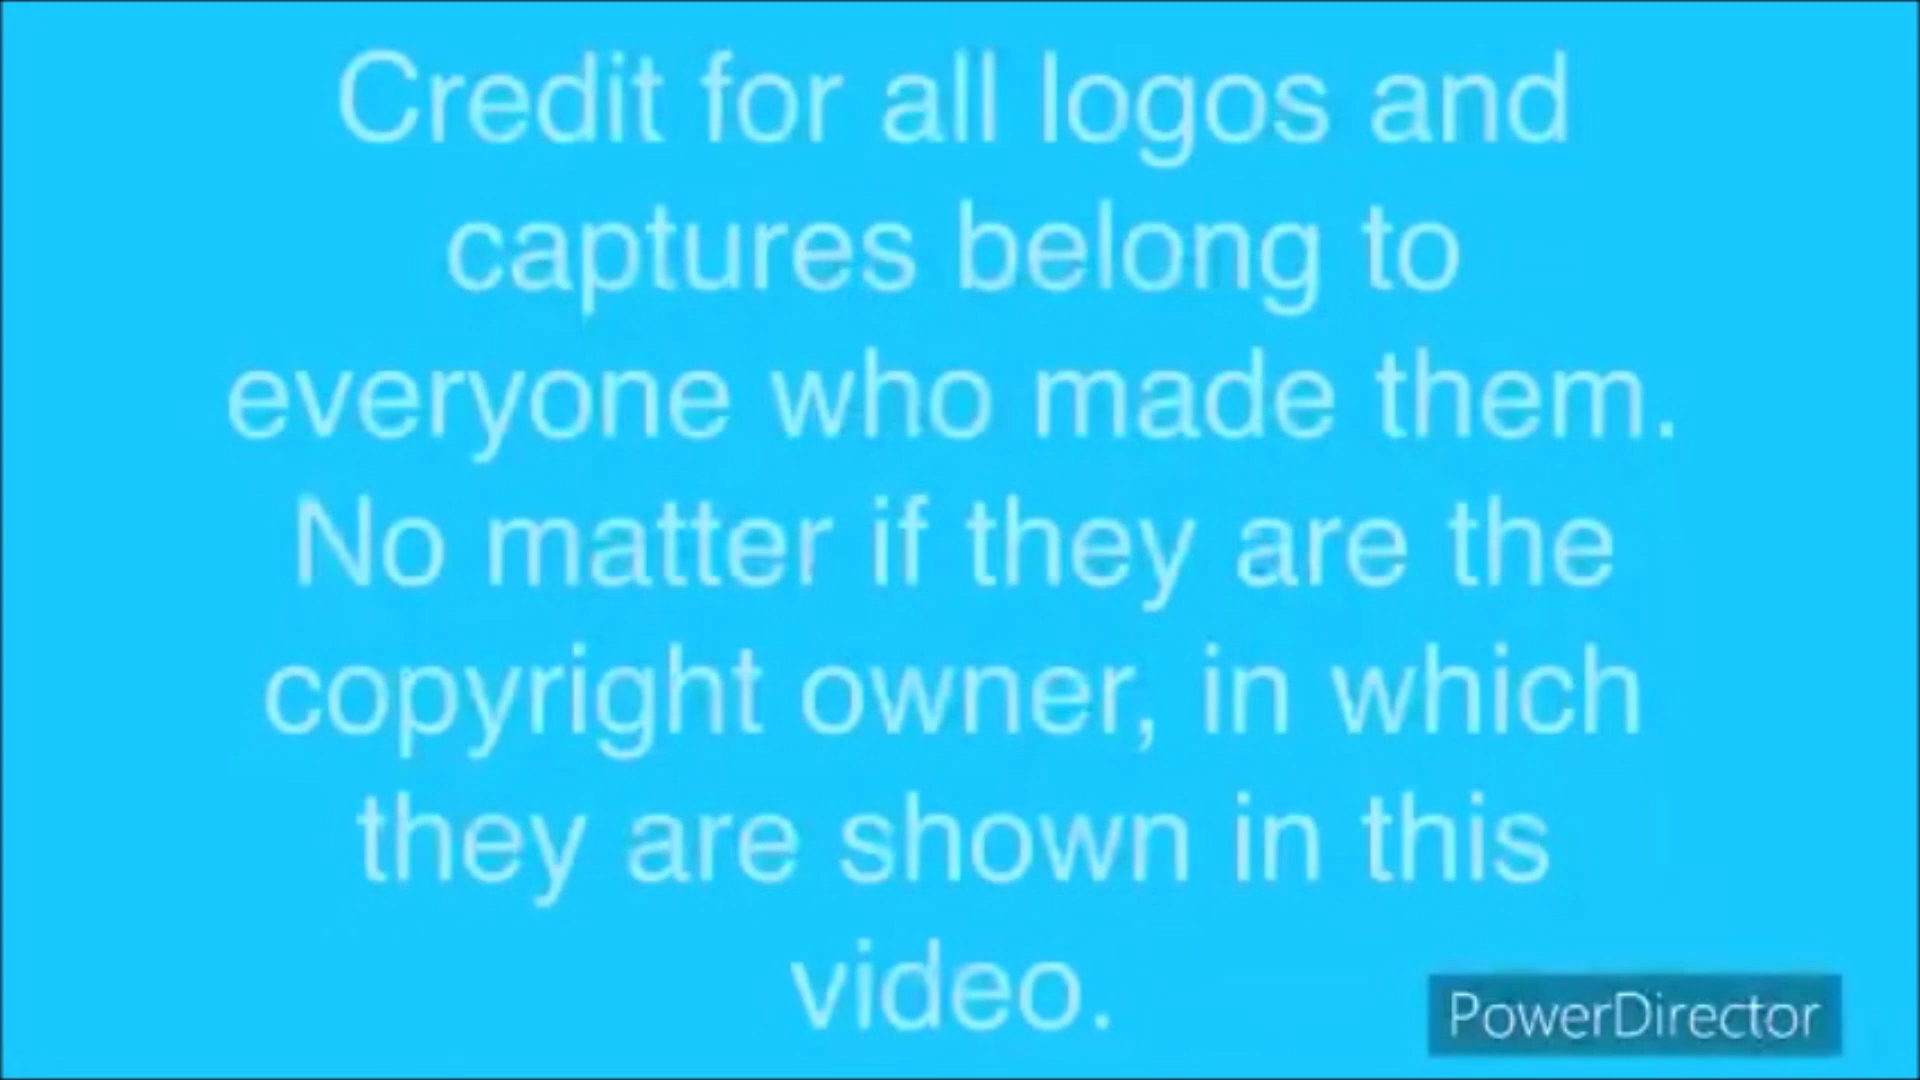 Credit for all logos and
captures belong to
everyone who made them.
No matter if they are the
copyright owner, in which
they are shown in this
video.
PowerDirector